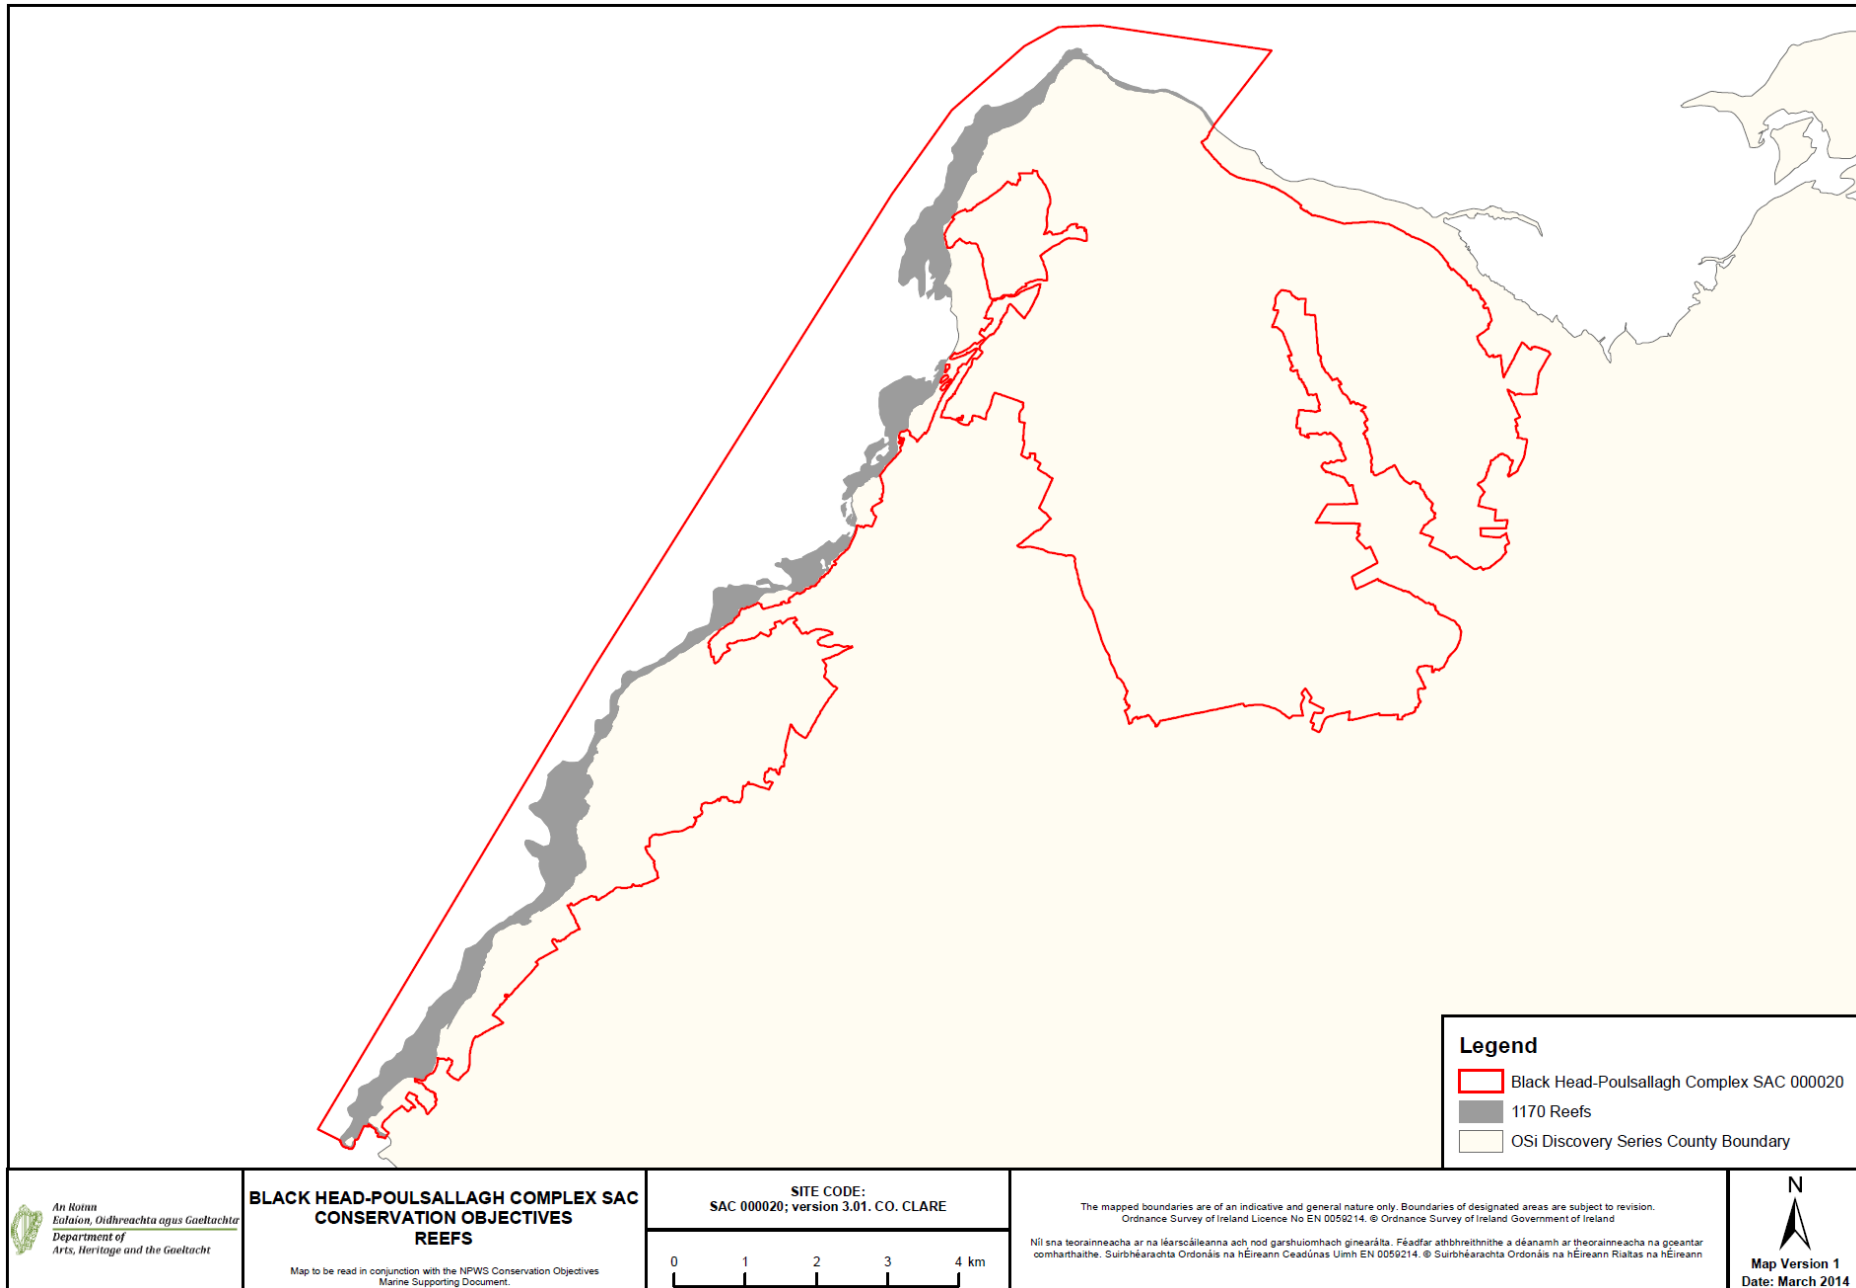 Legend
Black Head-Poulsallagh Complex SAC 000020
1170 Reefs
OSi Discovery Series County Boundary
An Roinn
Ealaíon, Oidhreachta agus Gaeltachta
Department of
Arts, Heritage and the Gaeltacht
BLACK HEAD-POULSALLAGH COMPLEX SAC
CONSERVATION OBJECTIVES
REEFS
Map to be read in conjunction with the NPWS Conservation Objectives
Marine Supporting Document.
SITE CODE:
SAC 000020; version 3.01. CO. CLARE
0 1 2 3 4 km
The mapped boundaries are of an indicative and general nature only. Boundaries of designated areas are subject to revision.
Ordnance Survey of Ireland Licence No EN 0059214. © Ordnance Survey of Ireland Government of Ireland
Níl sna teorainneacha ar na léarscáileanna ach nod garshuiomhach ginearálta. Féadfar athbhreithnithe a déanamh ar theorainneacha na gceantar
comharthaithe. Suirbhéarachta Ordonáis na hÉireann Ceadúnas Uimh EN 0059214. © Suirbhéarachta Ordonáis na hÉireann Rialtas na hÉireann
N
Map Version 1
Date: March 2014